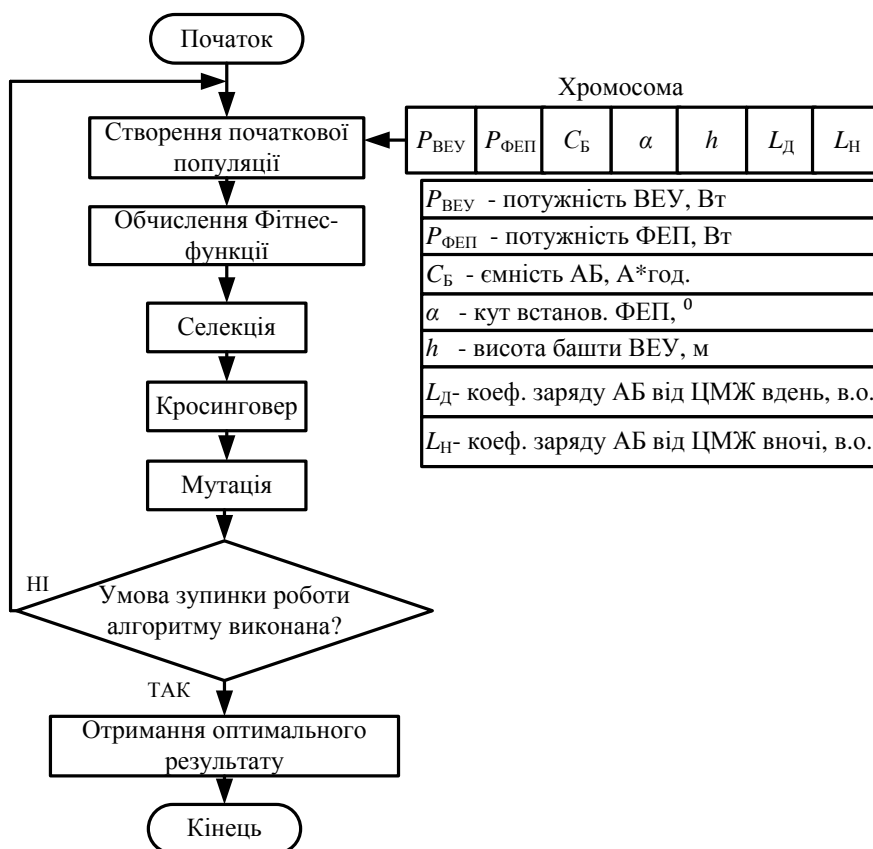 Початок
Хромосома
Створення початкової
популяції
P_ВЕУ P_ФЕП C_Б α h L_Д L_Н
P_ВЕУ - потужність ВЕУ, Вт
P_ФЕП - потужність ФЕП, Вт
C_Б - ємність АБ, А*год.
α - кут встанов. ФЕП, ⁰
h - висота башти ВЕУ, м
L_Д- коеф. заряду АБ від ЦМЖ вдень, в.о.
L_Н- коеф. заряду АБ від ЦМЖ вночі, в.о.
Обчислення Фітнес-
функції
Селекція
Кросинговер
Мутація
НІ
Умова зупинки роботи
алгоритму виконана?
ТАК
Отримання оптимального
результату
Кінець